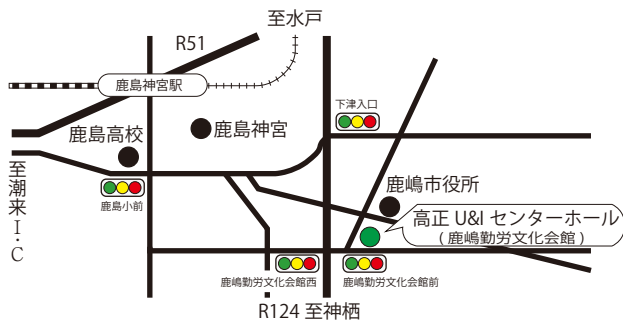 至水戸
R51
鹿島神宮駅
下津入口
鹿島高校
鹿島神宮
至潮来I・C
鹿嶋市役所
鹿島小前
高正 U&I センターホール
( 鹿嶋勤労文化会館 )
鹿嶋勤労文化会館西
鹿嶋勤労文化会館前
R124 至神栖